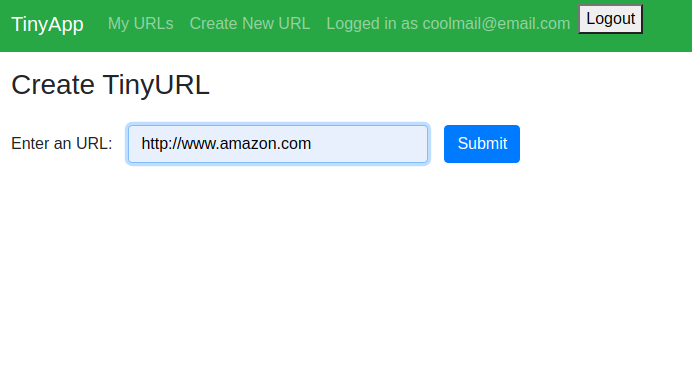 TinyApp My URLs Create New URL Logged in as coolmail@email.com Logout
Create TinyURL
Enter an URL: http://www.amazon.com Submit